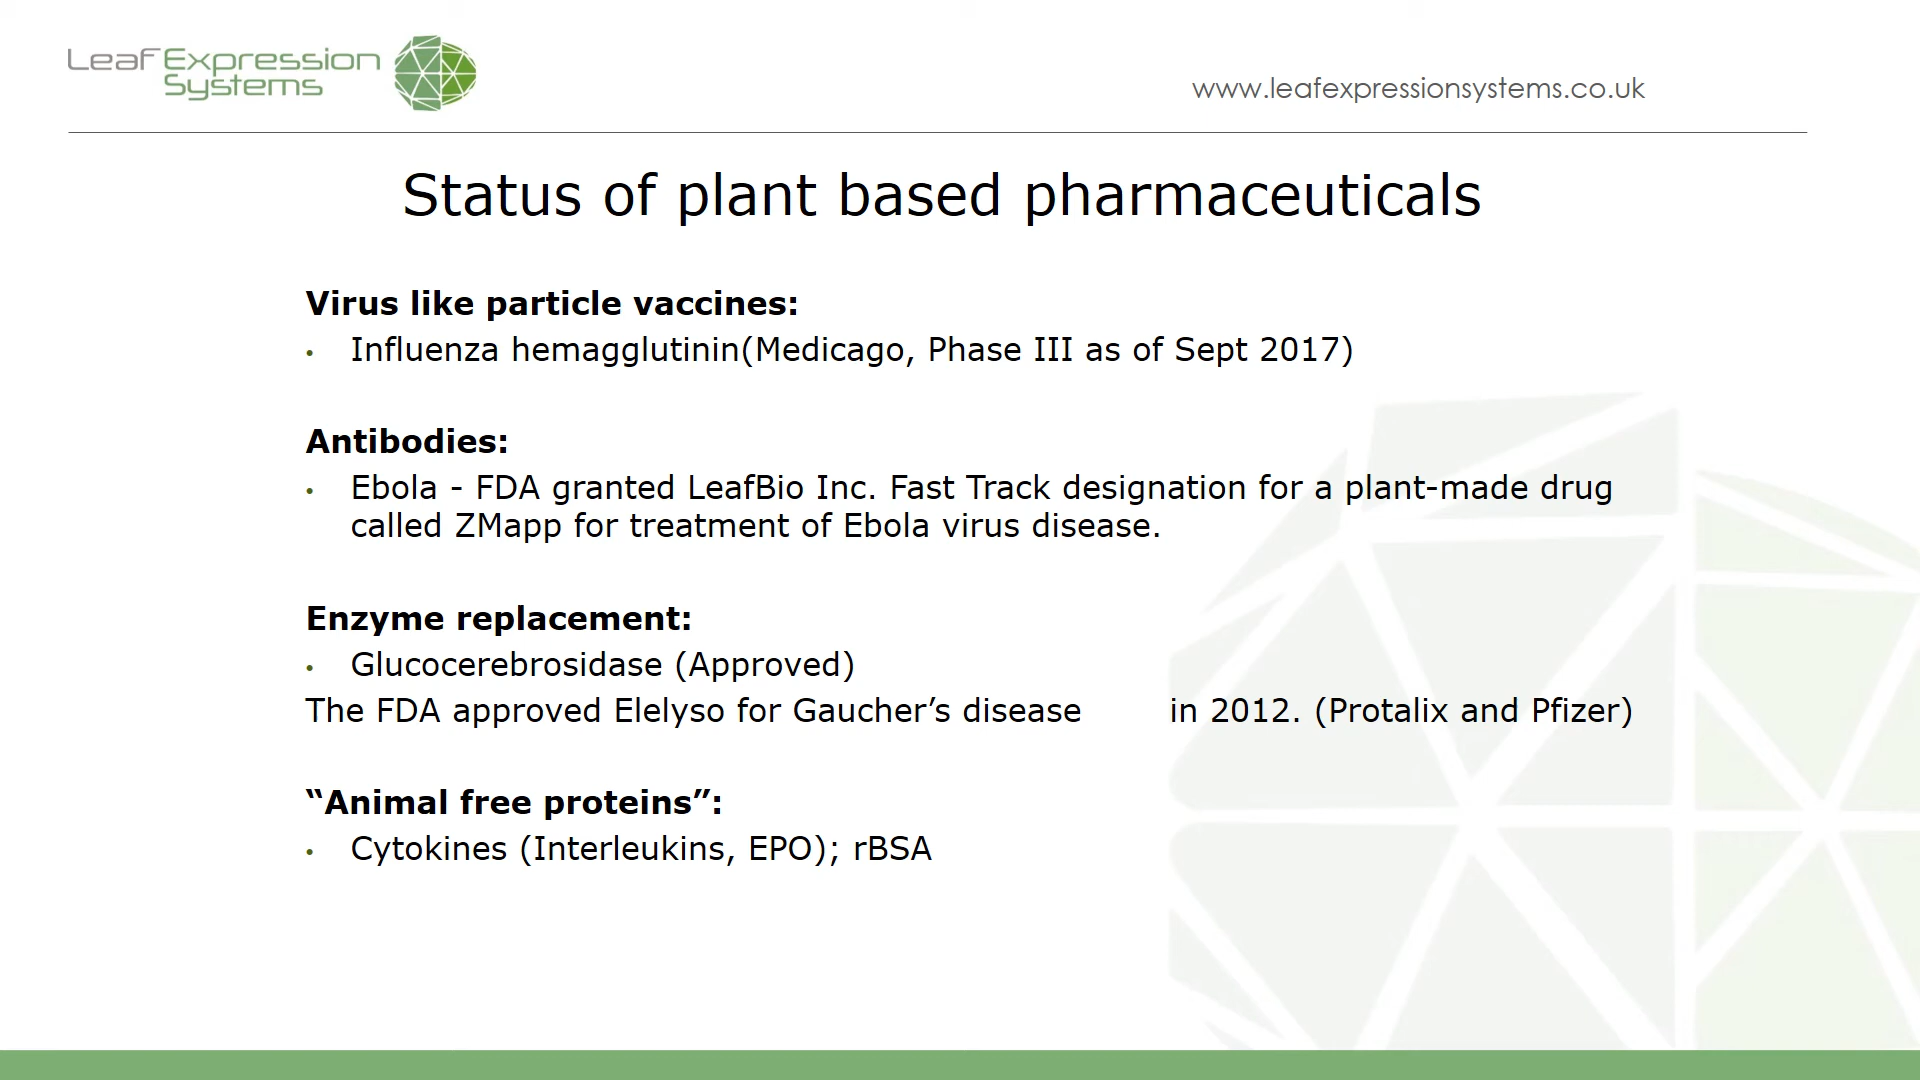 Leaf Expression
Systems
www.leafexpressionsystems.co.uk
Status of plant based pharmaceuticals
Virus like particle vaccines:
• Influenza hemagglutinin(Medicago, Phase III as of Sept 2017)
Antibodies:
• Ebola - FDA granted LeafBio Inc. Fast Track designation for a plant-made drug
called ZMapp for treatment of Ebola virus disease.
Enzyme replacement:
• Glucocerebrosidase (Approved)
The FDA approved Elelyso for Gaucher’s disease in 2012. (Protalix and Pfizer)
“Animal free proteins”:
• Cytokines (Interleukins, EPO); rBSA